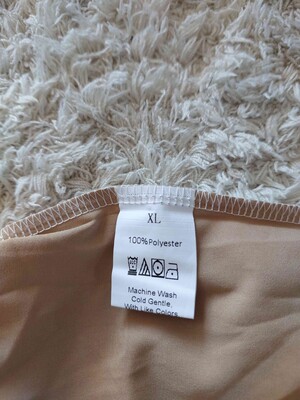 XL
100%Polyester
Machine Wash
Cold Gentle,
With Like Colors